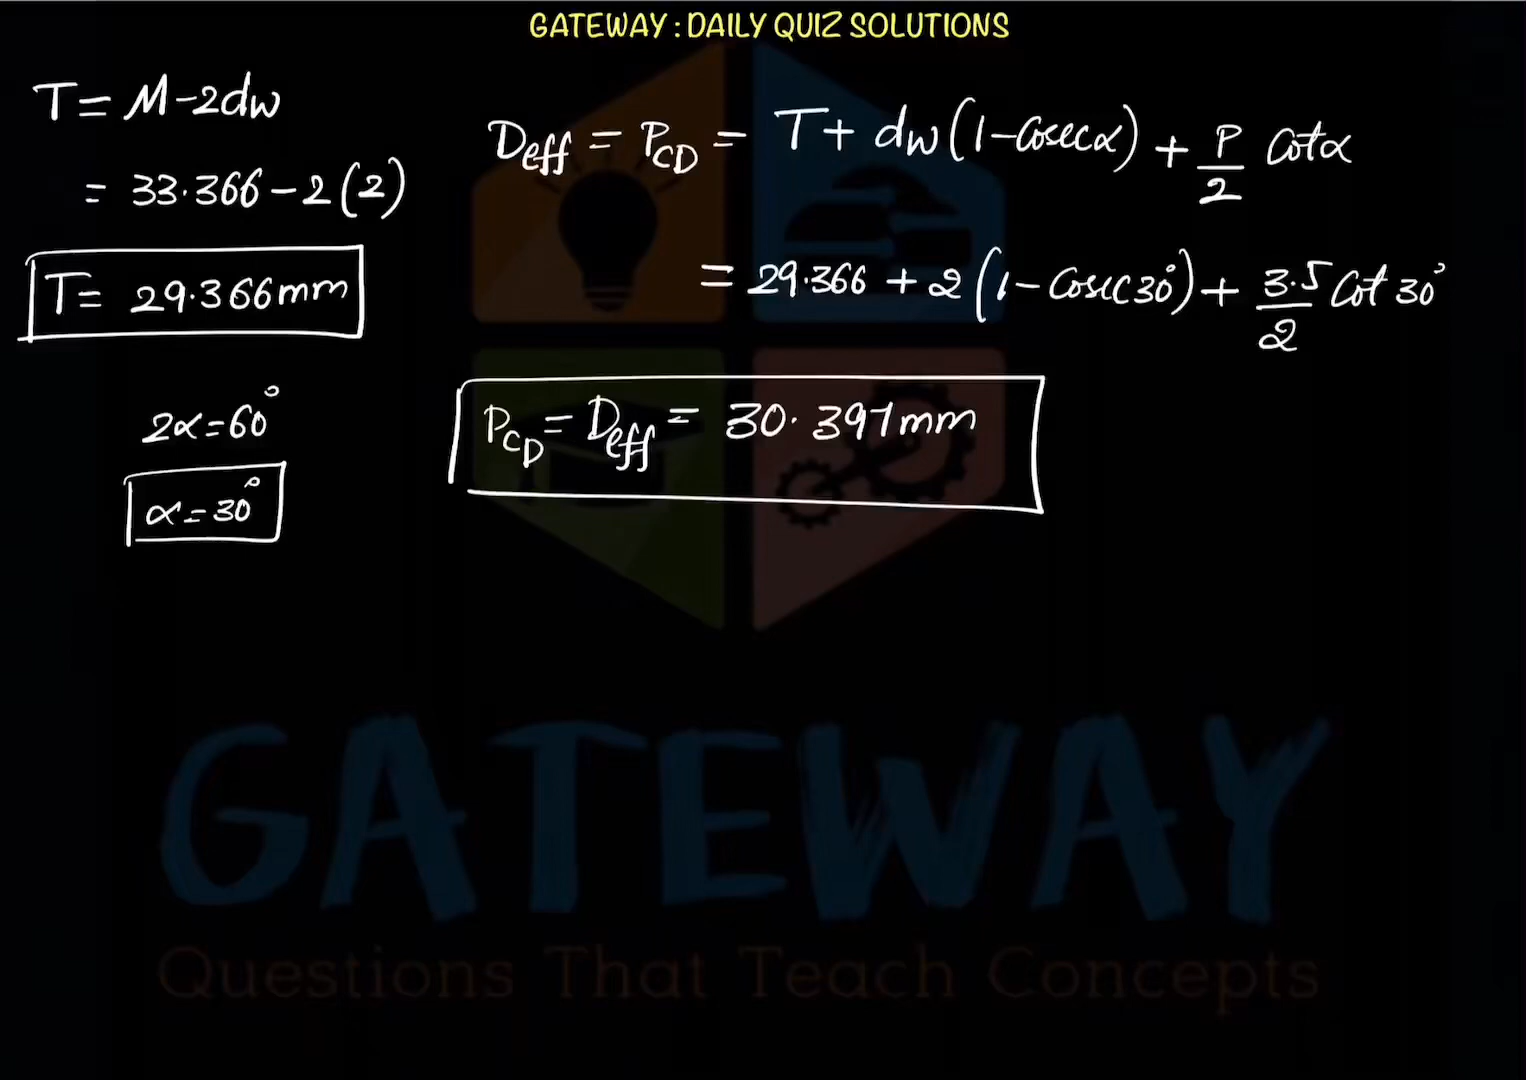 GATEWAY : DAILY QUIZ SOLUTIONS
T = M - 2dw
= 33.366 - 2(2)
T = 29.366mm
2α = 60°
α = 30°
Deff = PCD = T + dw(1 - Cosecα) + P/2 Cotα
= 29.366 + 2(1 - Cosec30°) + 3.5/2 Cot 30°
PCD = Deff = 30.397mm
GATEWAY
Questions That Teach Concepts